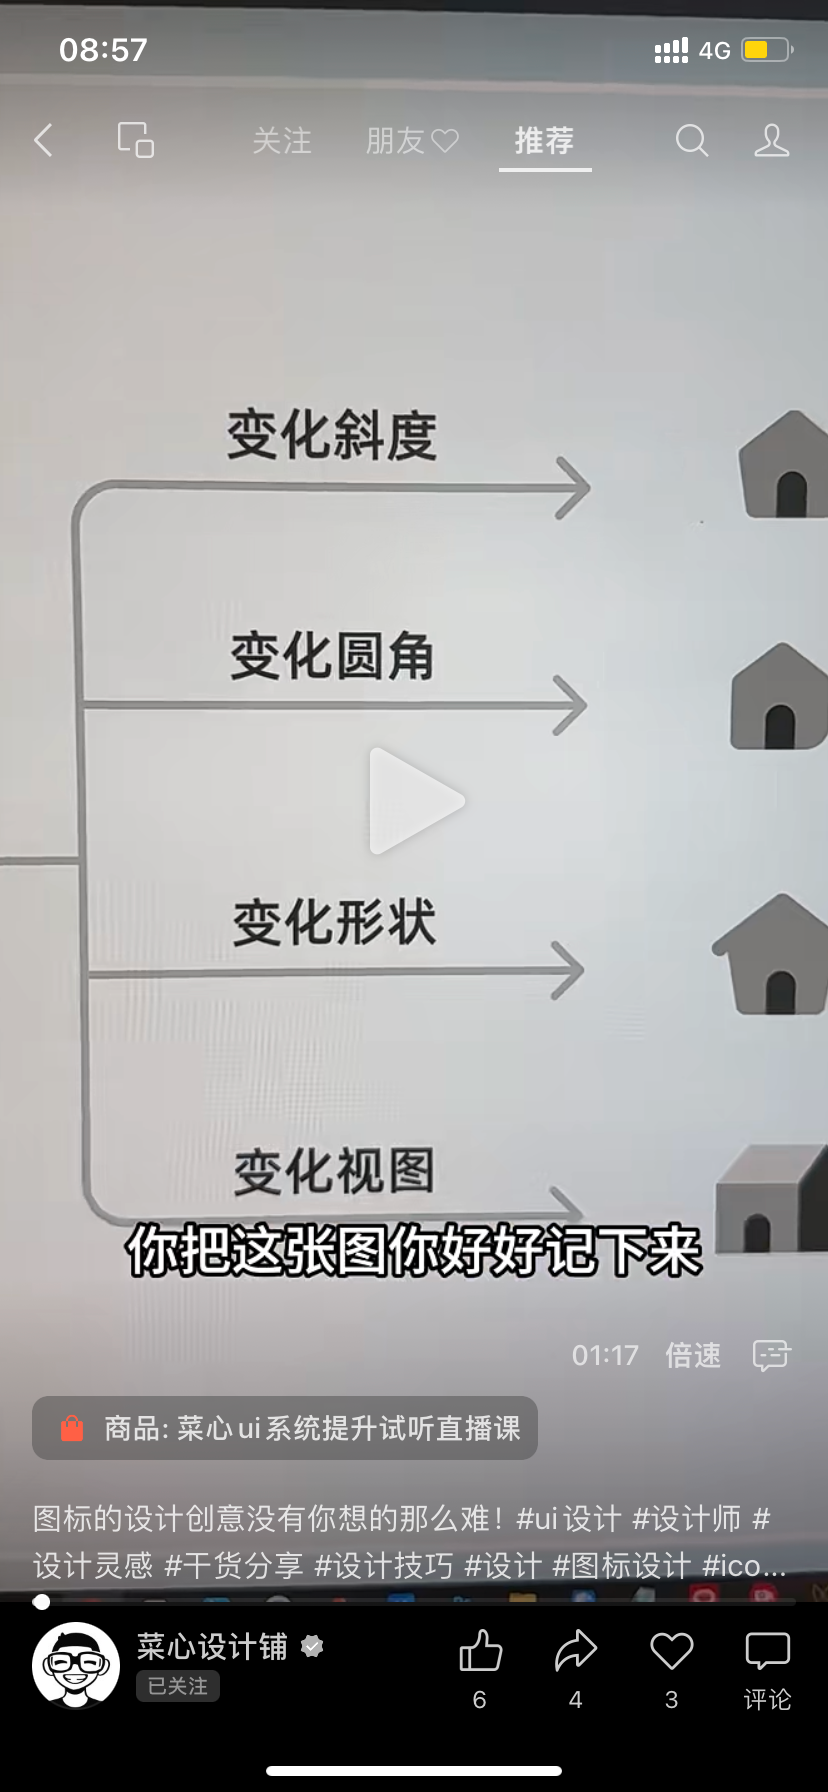 08:57
4G
关注 朋友 推荐
变化斜度
变化圆角
变化形状
变化视图
你把这张图你好好记下来
01:17 倍速
商品: 菜心ui系统提升试听直播课
图标的设计创意没有你想的那么难! #ui设计 #设计师 #
设计灵感 #干货分享 #设计技巧 #设计 #图标设计 #ico...
菜心设计铺
已关注
6 4 3 评论